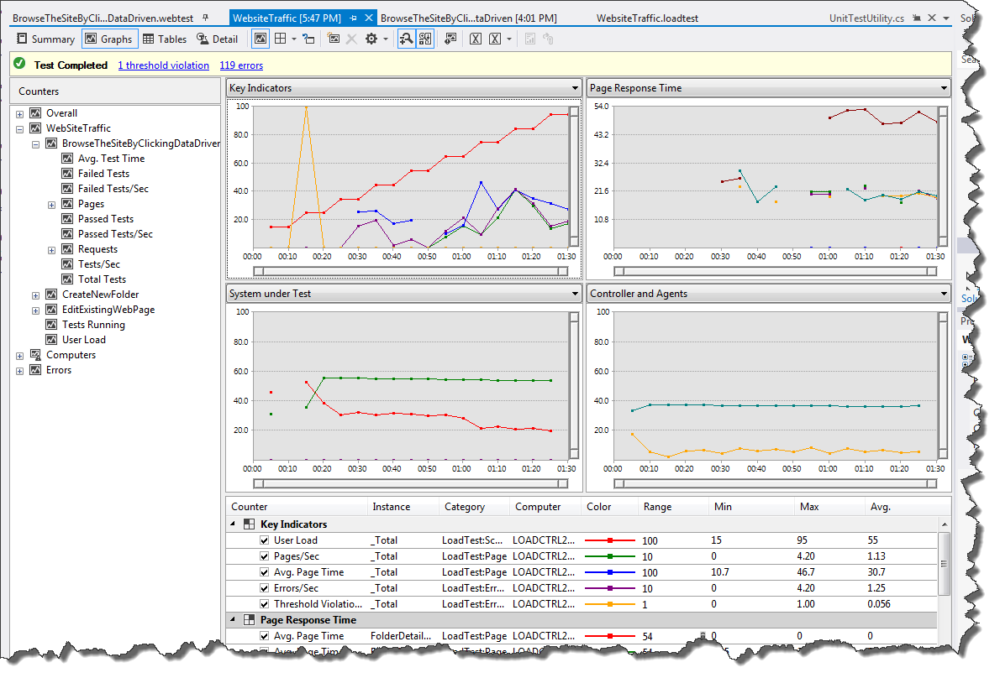 BrowseTheSiteByCli...DataDriven.webtest WebsiteTraffic [5:47 PM] BrowseTheSiteByCli...taDriven [4:01 PM] WebsiteTraffic.loadtest UnitTestUtility.cs Sol
Summary Graphs Tables Detail
Test Completed 1 threshold violation 119 errors
Sea
Counters
Overall
WebSiteTraffic
BrowseTheSiteByClickingDataDriven
Avg. Test Time
Failed Tests
Failed Tests/Sec
Pages
Passed Tests
Passed Tests/Sec
Requests
Tests/Sec
Total Tests
CreateNewFolder
EditExistingWebPage
Tests Running
User Load
Computers
Errors
Key Indicators
100
80.0
60.0
40.0
20.0
00:00 00:10 00:20 00:30 00:40 00:50 01:00 01:10 01:20 01:30
Page Response Time
54.0
43.2
32.4
21.6
10.8
00:00 00:10 00:20 00:30 00:40 00:50 01:00 01:10 01:20 01:30
System under Test
100
80.0
60.0
40.0
20.0
00:00 00:10 00:20 00:30 00:40 00:50 01:00 01:10 01:20 01:30
Controller and Agents
100
80.0
60.0
40.0
20.0
00:00 00:10 00:20 00:30 00:40 00:50 01:00 01:10 01:20 01:30
Solu
Pr
W
Counter Instance Category Computer Color Range Min Max Avg.
Key Indicators
User Load _Total LoadTest:Sc... LOADCTRL2... 100 15 95 55
Pages/Sec _Total LoadTest:Page LOADCTRL2... 10 0 4.20 1.13
Avg. Page Time _Total LoadTest:Page LOADCTRL2... 100 10.7 46.7 30.7
Errors/Sec _Total LoadTest:Err... LOADCTRL2... 10 0 4.20 1.25
Threshold Violatio... _Total LoadTest:Err... LOADCTRL2... 1 0 1.00 0.056
Page Response Time
Avg. Page Time FolderDetail... LoadTest:Page LOADCTRL2... 54 0 0 0